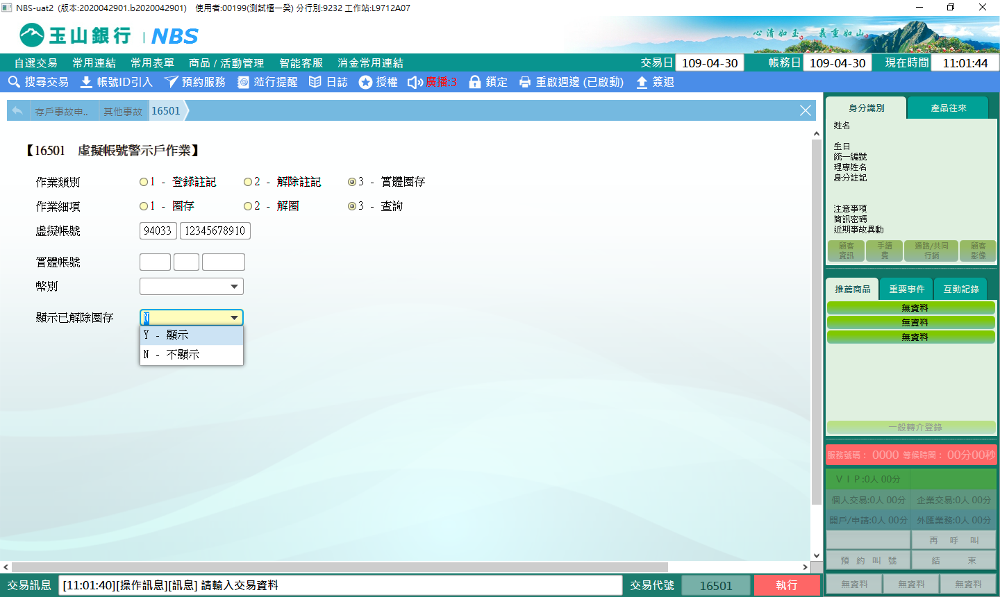 NBS-uat2 (版本:2020042901.b2020042901) 使用者:00199(測試櫃一癸) 分行別:9232 工作站:L9712A07
玉山銀行 NBS
心清如玉。義重如山。
自選交易 常用連結 常用表單 商品 / 活動管理 智能客服 消金常用連結 交易日 109-04-30 帳務日 109-04-30 現在時間 11:01:44
搜尋交易 帳號ID引入 預約服務 蒞行提醒 日誌 授權 廣播:3 鎖定 重啟週邊 (已啟動) 簽退
存戶事故申.. 其他事故 16501
【16501 虛擬帳號警示戶作業】
作業類別 1 - 登錄註記 2 - 解除註記 3 - 實體圈存
作業細項 1 - 圈存 2 - 解圈 3 - 查詢
虛擬帳號 94033 12345678910
實體帳號
幣別
顯示已解除圈存 N
Y - 顯示
N - 不顯示
身分識別 產品往來
姓名
生日
統一編號
理專姓名
身分註記
注意事項
簡訊密碼
近期事故異動
顧客資訊 手續費 通路/共同行銷 顧客影像
推薦商品 重要事件 互動記錄
無資料
無資料
無資料
一般轉介登錄
服務號碼： 0000 等候時間： 00分00秒
ＶＩＰ:0人 00分
個人交易:0人 00分 企業交易:0人 00分
開戶/申請:0人 00分 外匯業務:0人 00分
再 呼 叫
預 約 叫 號 結 束
無資料 無資料 無資料
交易訊息 [11:01:40][操作訊息][訊息] 請輸入交易資料 交易代號 16501 執行